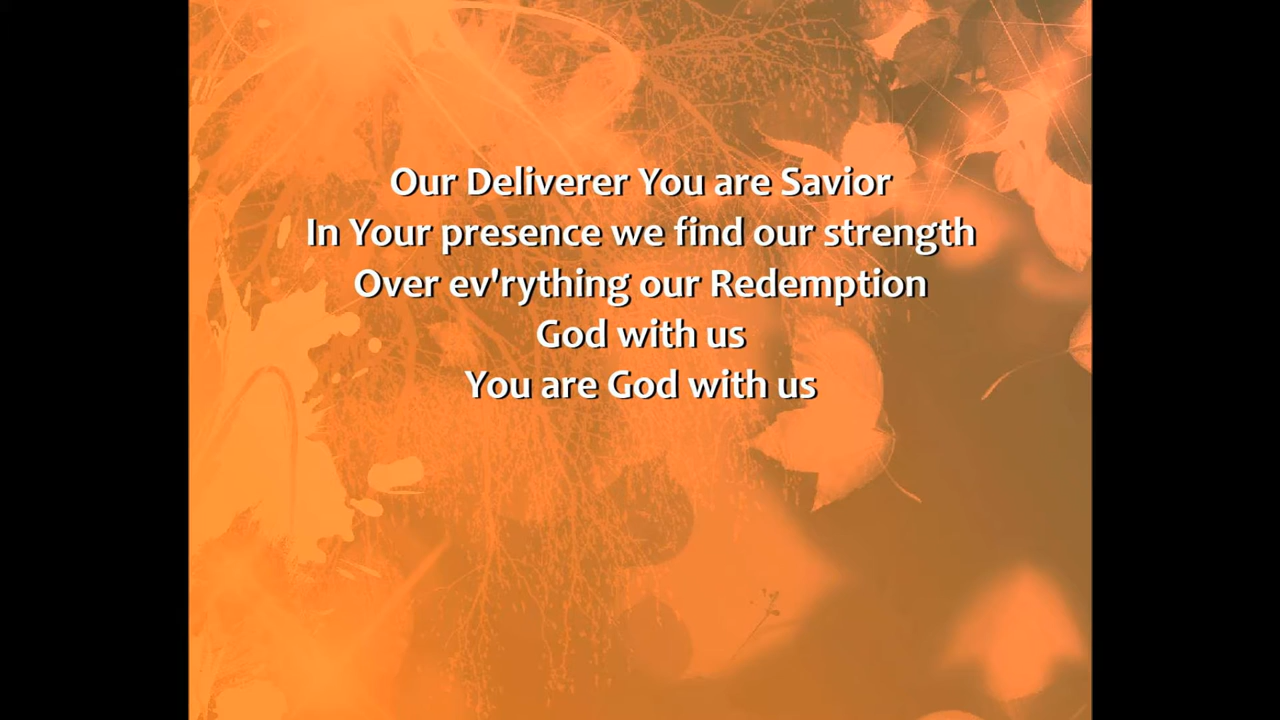 Our Deliverer You are Savior
In Your presence we find our strength
Over ev'rything our Redemption
God with us
You are God with us